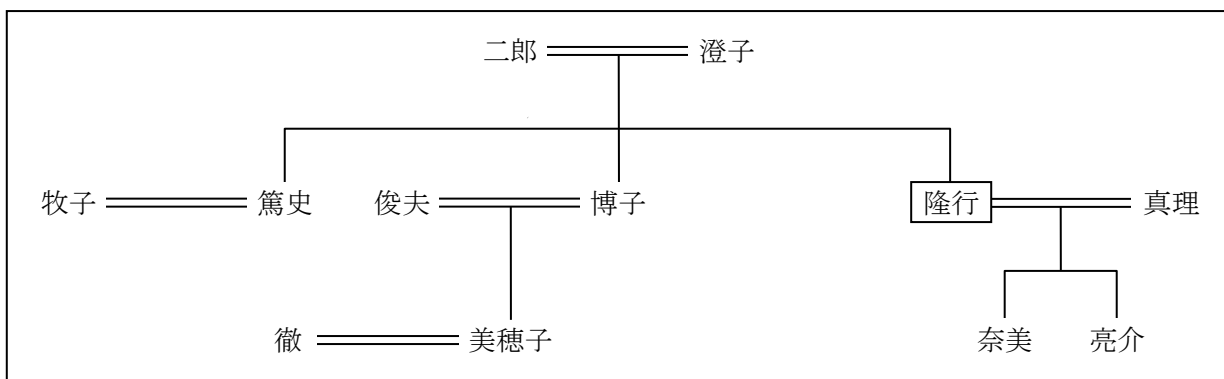 二郎 澄子
牧子 篤史 俊夫 博子 隆行 真理
徹 美穂子 奈美 亮介